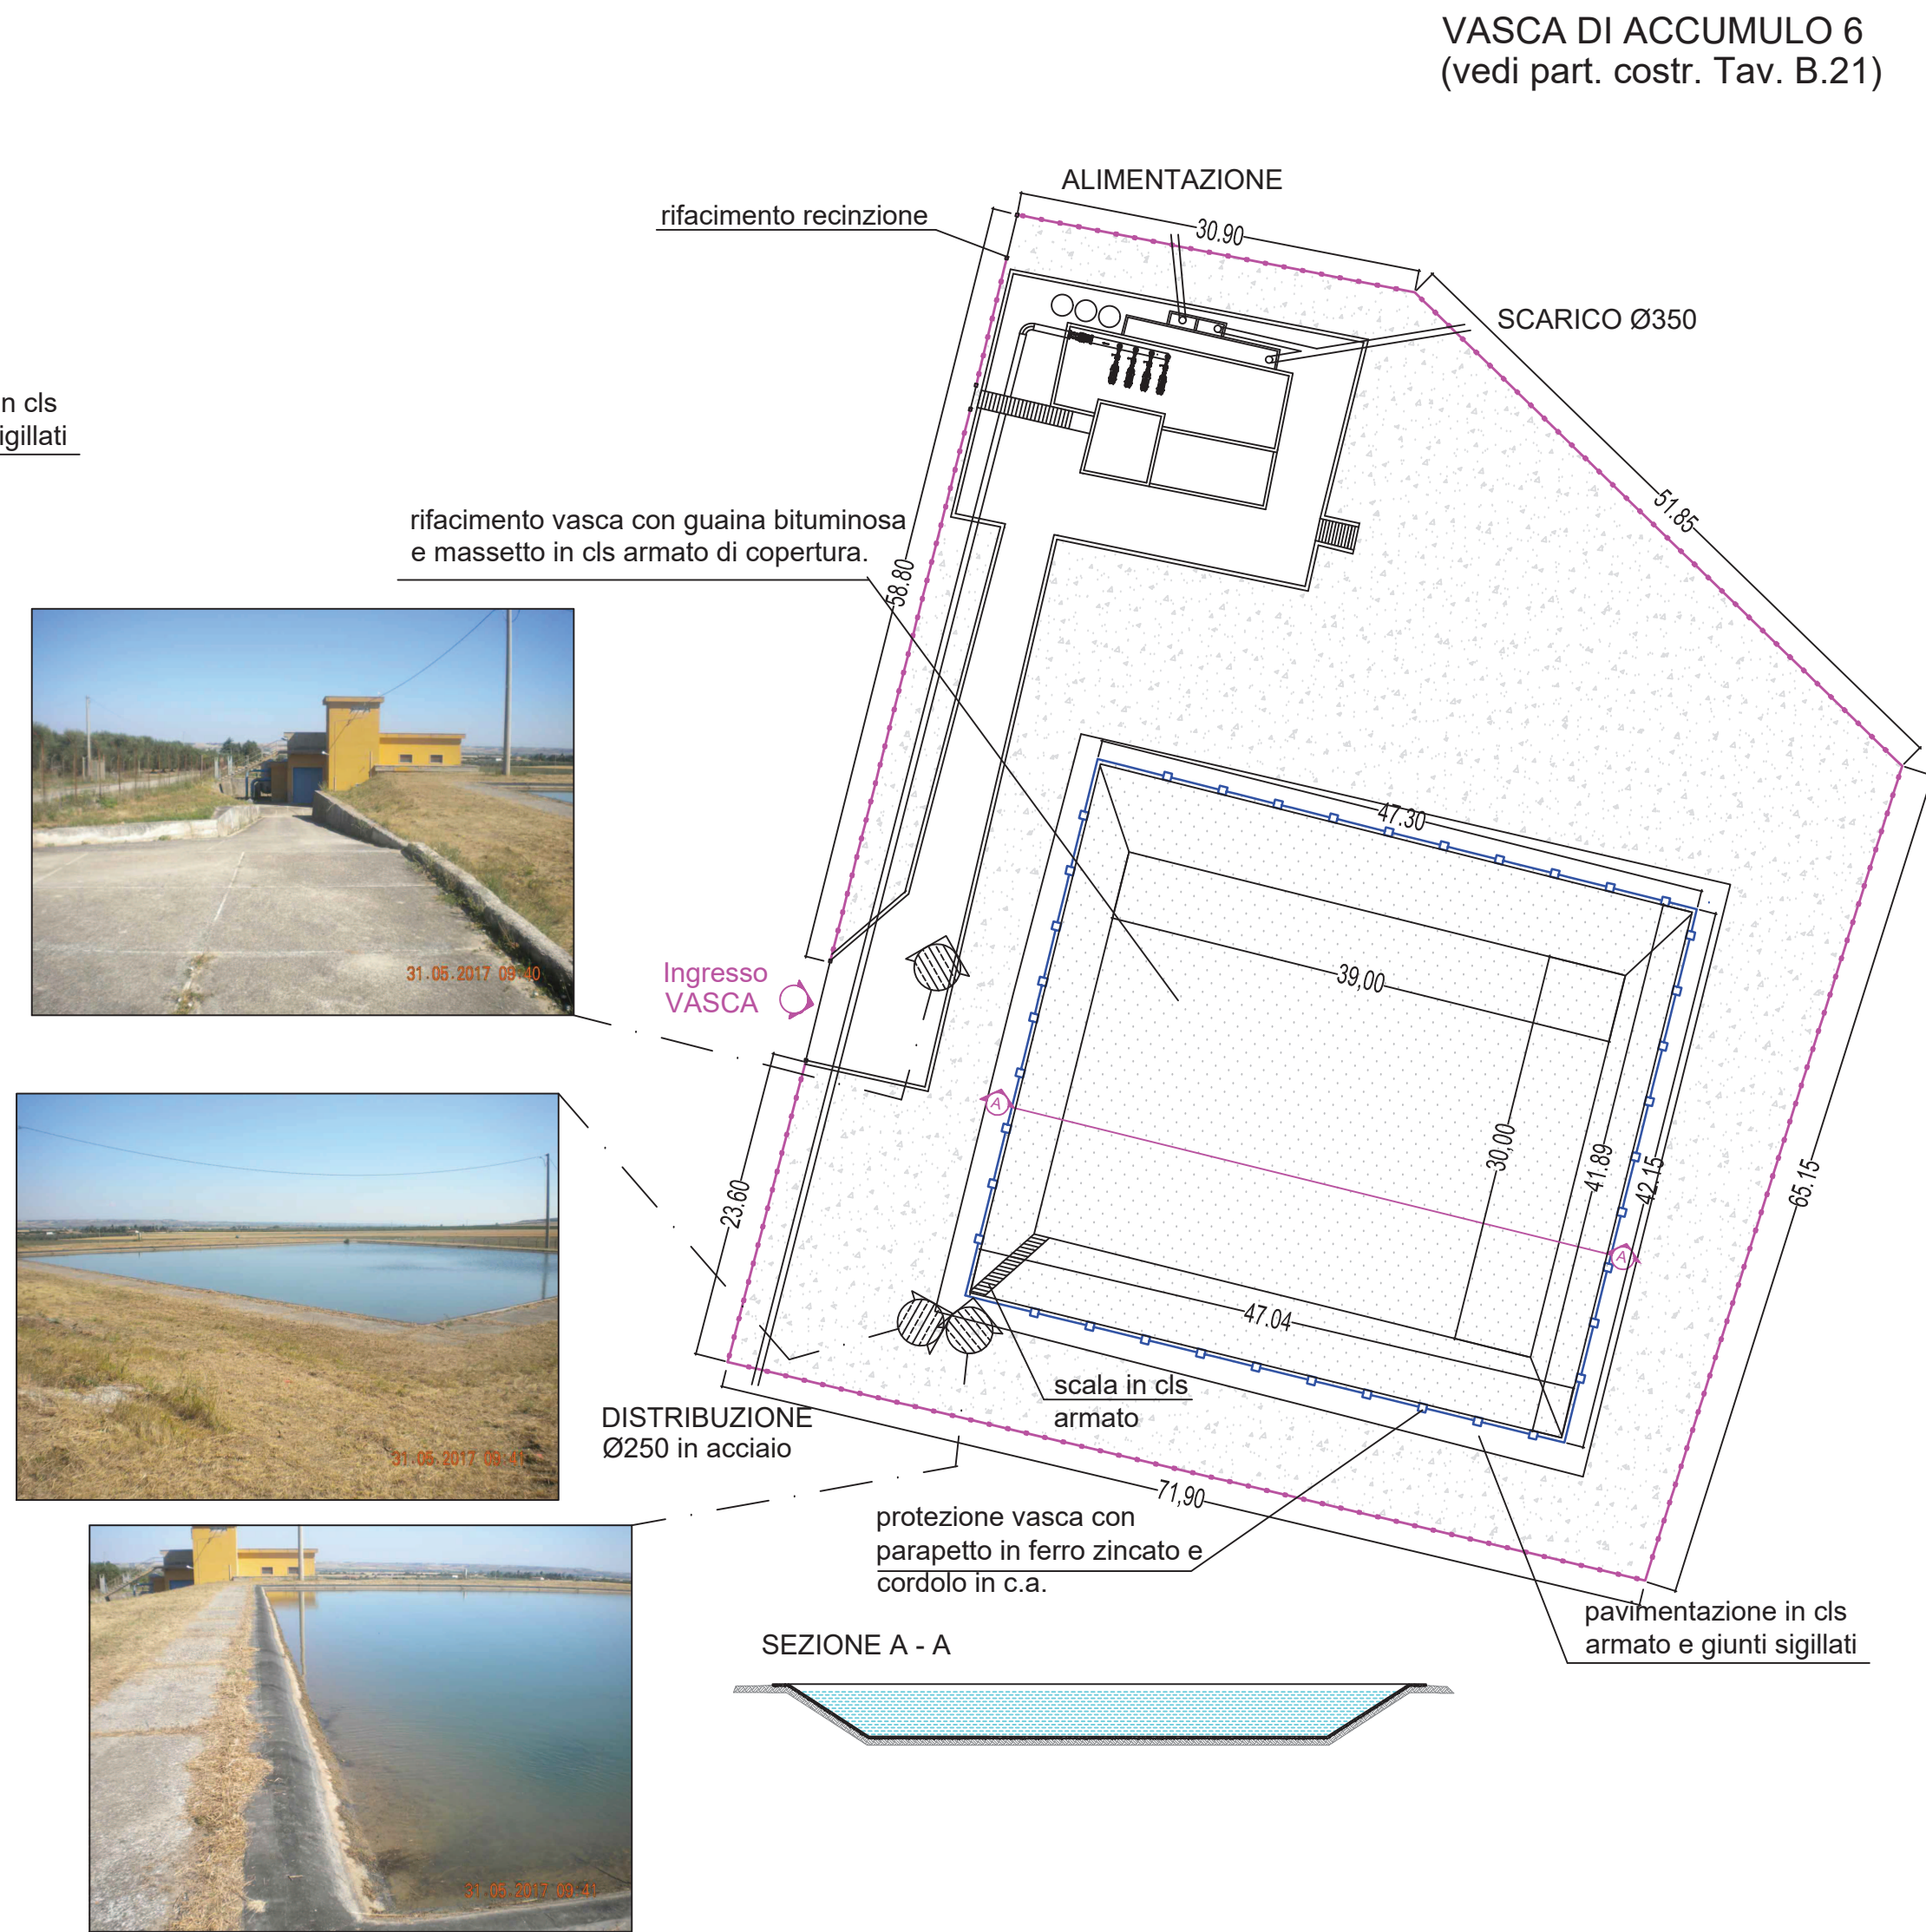 VASCA DI ACCUMULO 6
(vedi part. costr. Tav. B.21)
ALIMENTAZIONE
rifacimento recinzione
30.90
SCARICO Ø350
n cls
igillati
51.85
rifacimento vasca con guaina bituminosa
e massetto in cls armato di copertura.
58.80
47.30
31.05.2017 09:40
Ingresso
VASCA
39,00
A
30,00
41.89
42.15
65.15
23.60
A
47.04
scala in cls
armato
DISTRIBUZIONE
Ø250 in acciaio
31.05.2017 09:41
71,90
protezione vasca con
parapetto in ferro zincato e
cordolo in c.a.
pavimentazione in cls
armato e giunti sigillati
SEZIONE A - A
31.05.2017 09:41